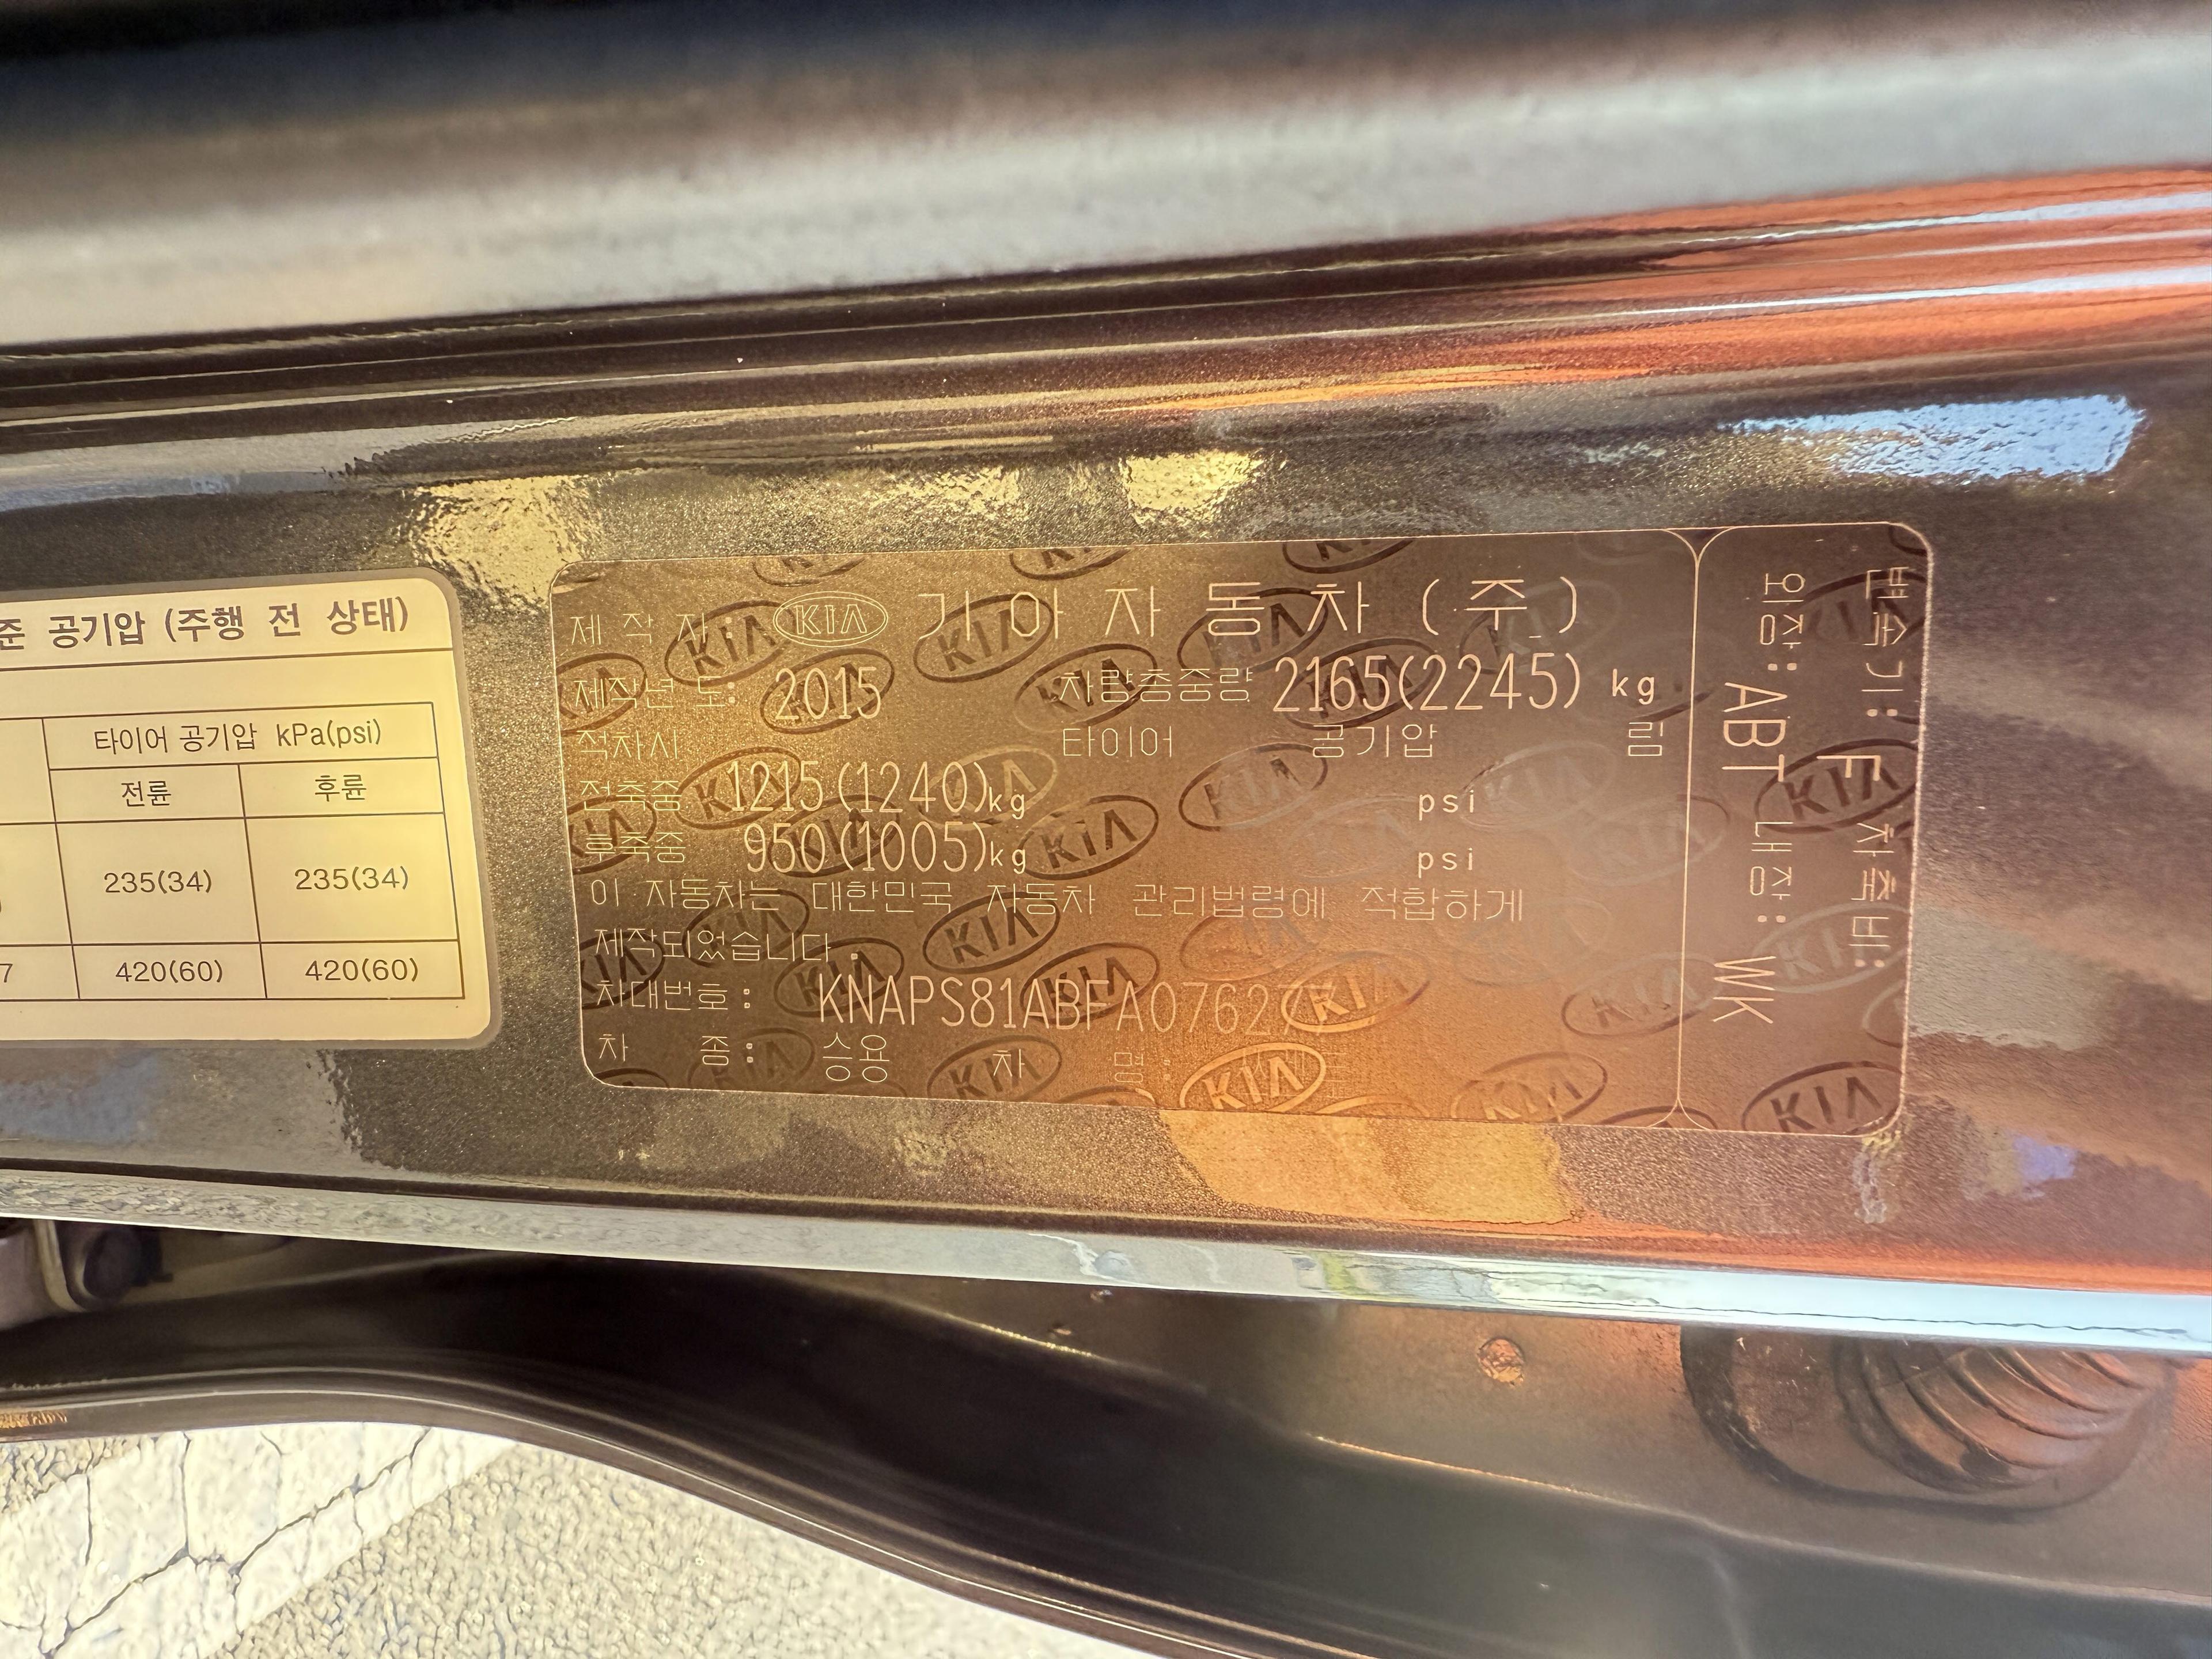 준 공기압 (주행 전 상태)
타이어 공기압 kPa(psi)
전륜 후륜
235(34) 235(34)
7 420(60) 420(60)
제작자: KIA 기아자동차(주)
제작년도: 2015 차량총중량 2165(2245) kg
적차시 타이어 공기압 림
전축중 1215(1240)kg psi
후축중 950(1005)kg psi
이 자동차는 대한민국 자동차 관리법령에 적합하게
제작되었습니다.
차대번호: KNAPS81ABFA076277
차 종: 승용 차 명:
변속기: F 차축비:
외장: ABT 내장: WK